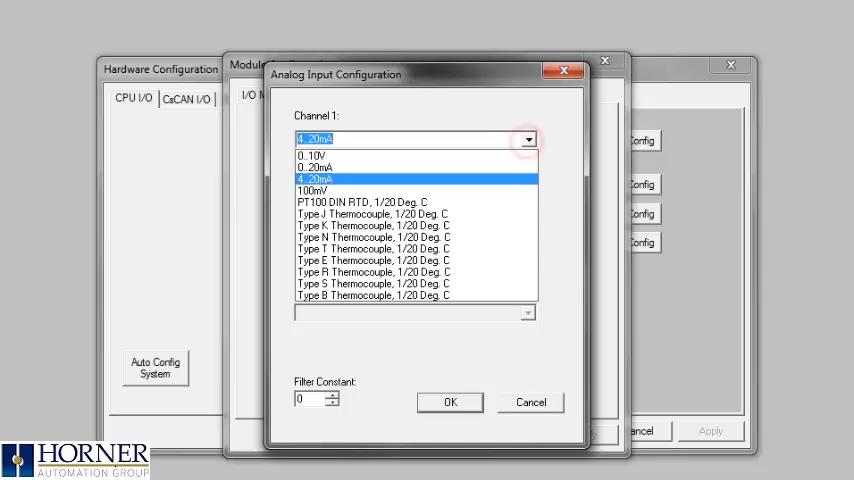 Hardware Configuration
Module
Analog Input Configuration
CPU I/O
CsCAN I/O
I/O M
Channel 1:
4..20mA
0..10V
0..20mA
4..20mA
100mV
PT100 DIN RTD, 1/20 Deg. C
Type J Thermocouple, 1/20 Deg. C
Type K Thermocouple, 1/20 Deg. C
Type N Thermocouple, 1/20 Deg. C
Type T Thermocouple, 1/20 Deg. C
Type E Thermocouple, 1/20 Deg. C
Type R Thermocouple, 1/20 Deg. C
Type S Thermocouple, 1/20 Deg. C
Type B Thermocouple, 1/20 Deg. C
Config
Config
Config
Config
Auto Config
System
Filter Constant:
0
OK
Cancel
ancel
Apply
HORNER
AUTOMATION GROUP